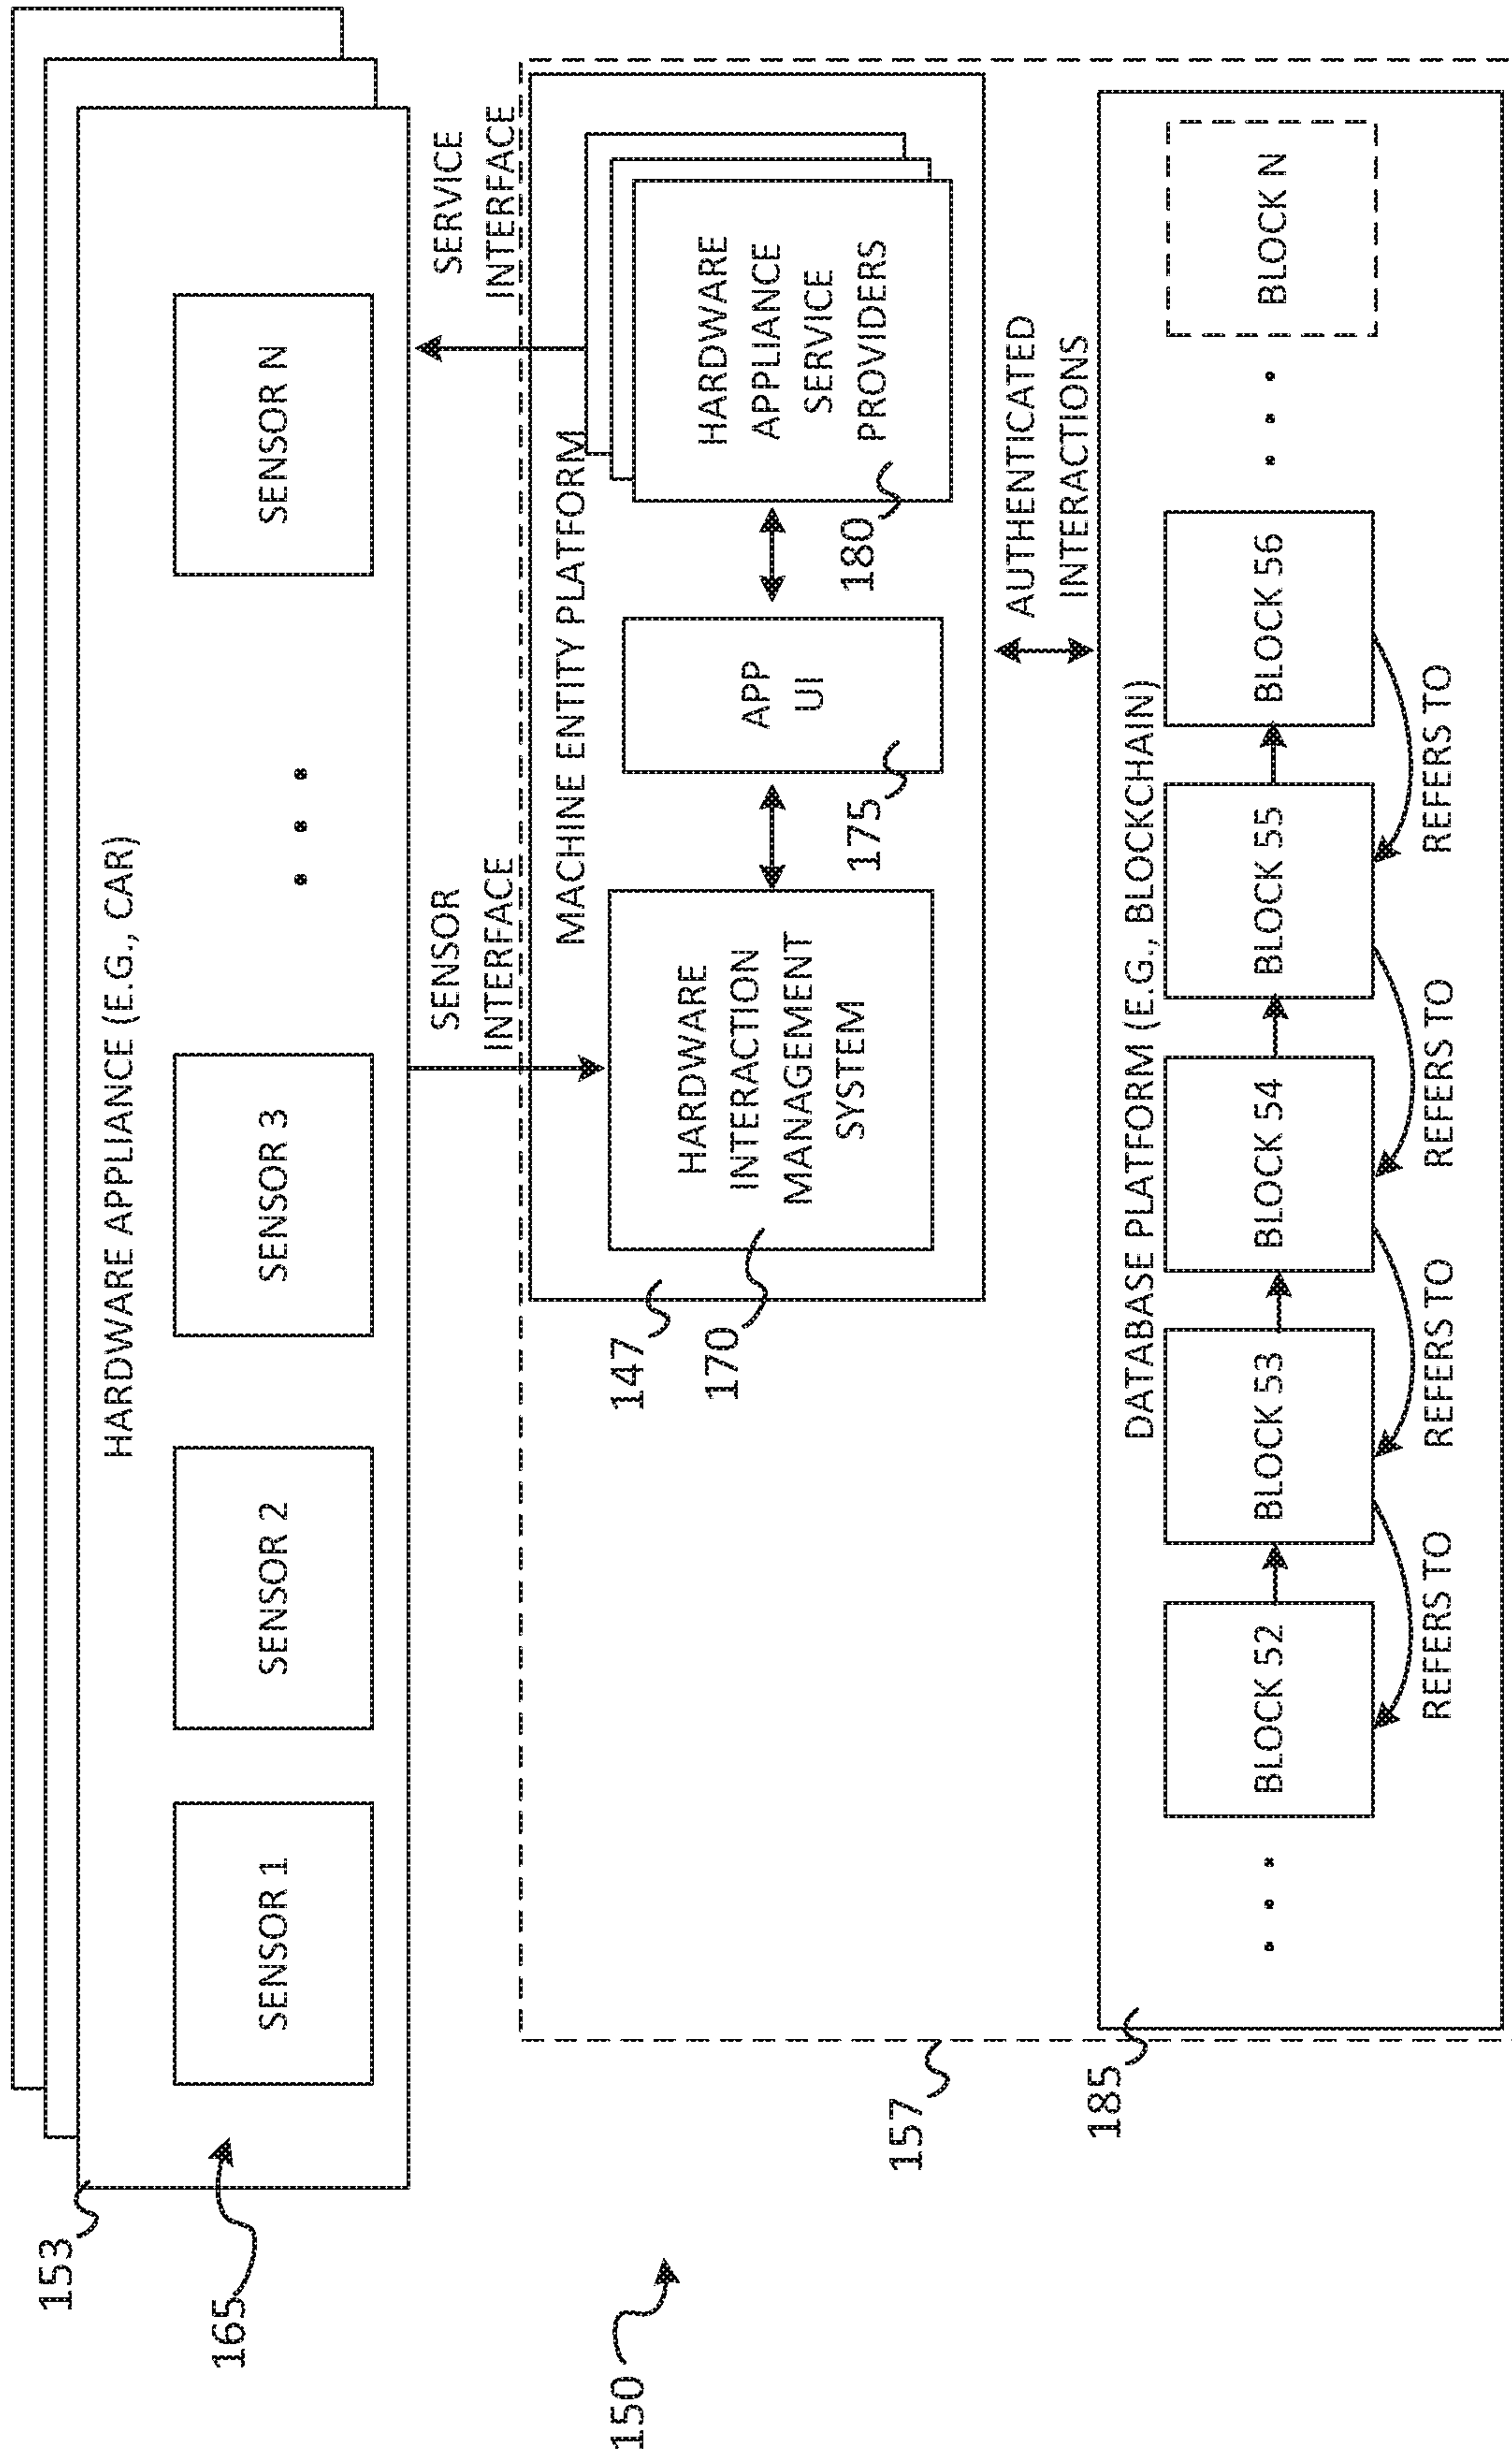 153
165
HARDWARE APPLIANCE (E.G., CAR)
SENSOR 1
SENSOR 2
SENSOR 3
SENSOR N
SENSOR
INTERFACE
SERVICE
INTERFACE
150
157
147
170
MACHINE ENTITY PLATFORM
HARDWARE
INTERACTION
MANAGEMENT
SYSTEM
175
APP
UI
180
HARDWARE
APPLIANCE
SERVICE
PROVIDERS
AUTHENTICATED
INTERACTIONS
185
DATABASE PLATFORM (E.G., BLOCKCHAIN)
BLOCK 52
BLOCK 53
BLOCK 54
BLOCK 55
BLOCK 56
BLOCK N
REFERS TO
REFERS TO
REFERS TO
REFERS TO